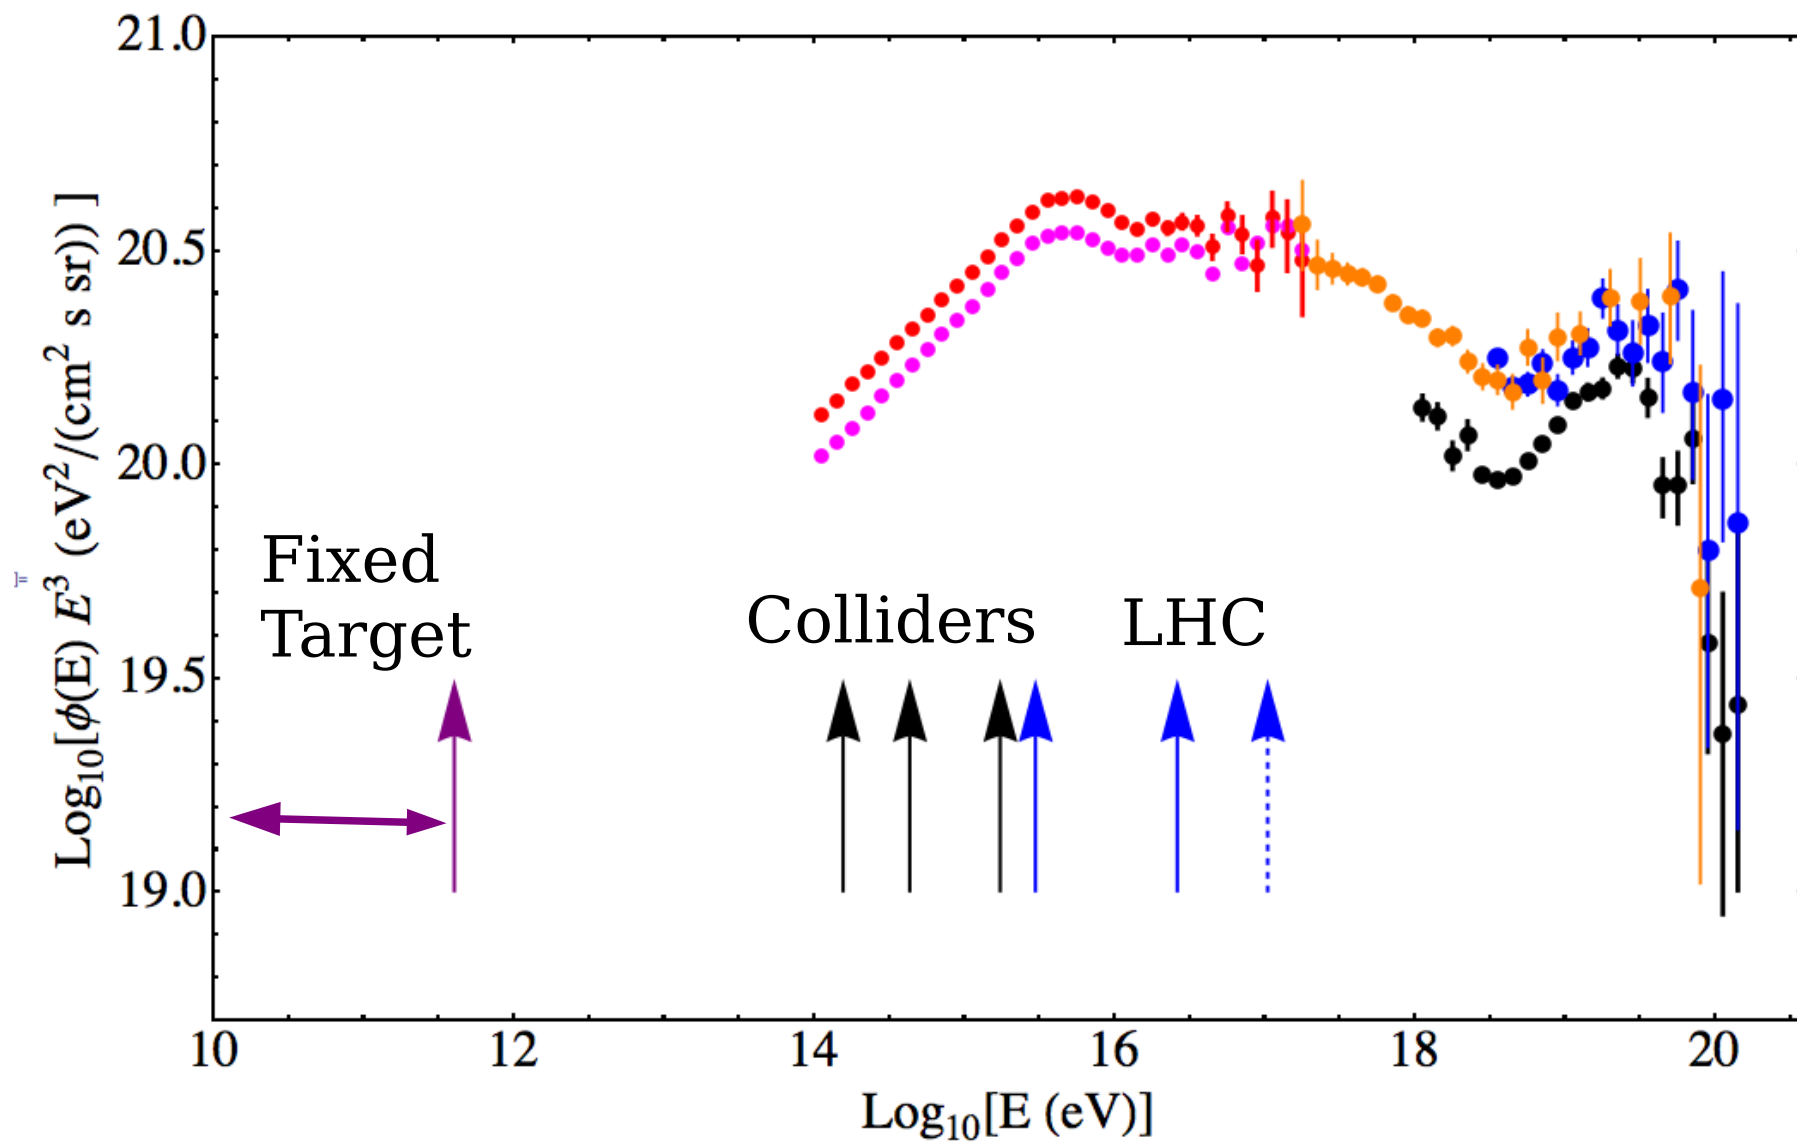 21.0
20.5
20.0
19.5
19.0
Log₁₀[ϕ(E) E³ (eV²/(cm² s sr)) ]
Fixed
Target
Colliders
LHC
10 12 14 16 18 20
Log₁₀[E (eV)]